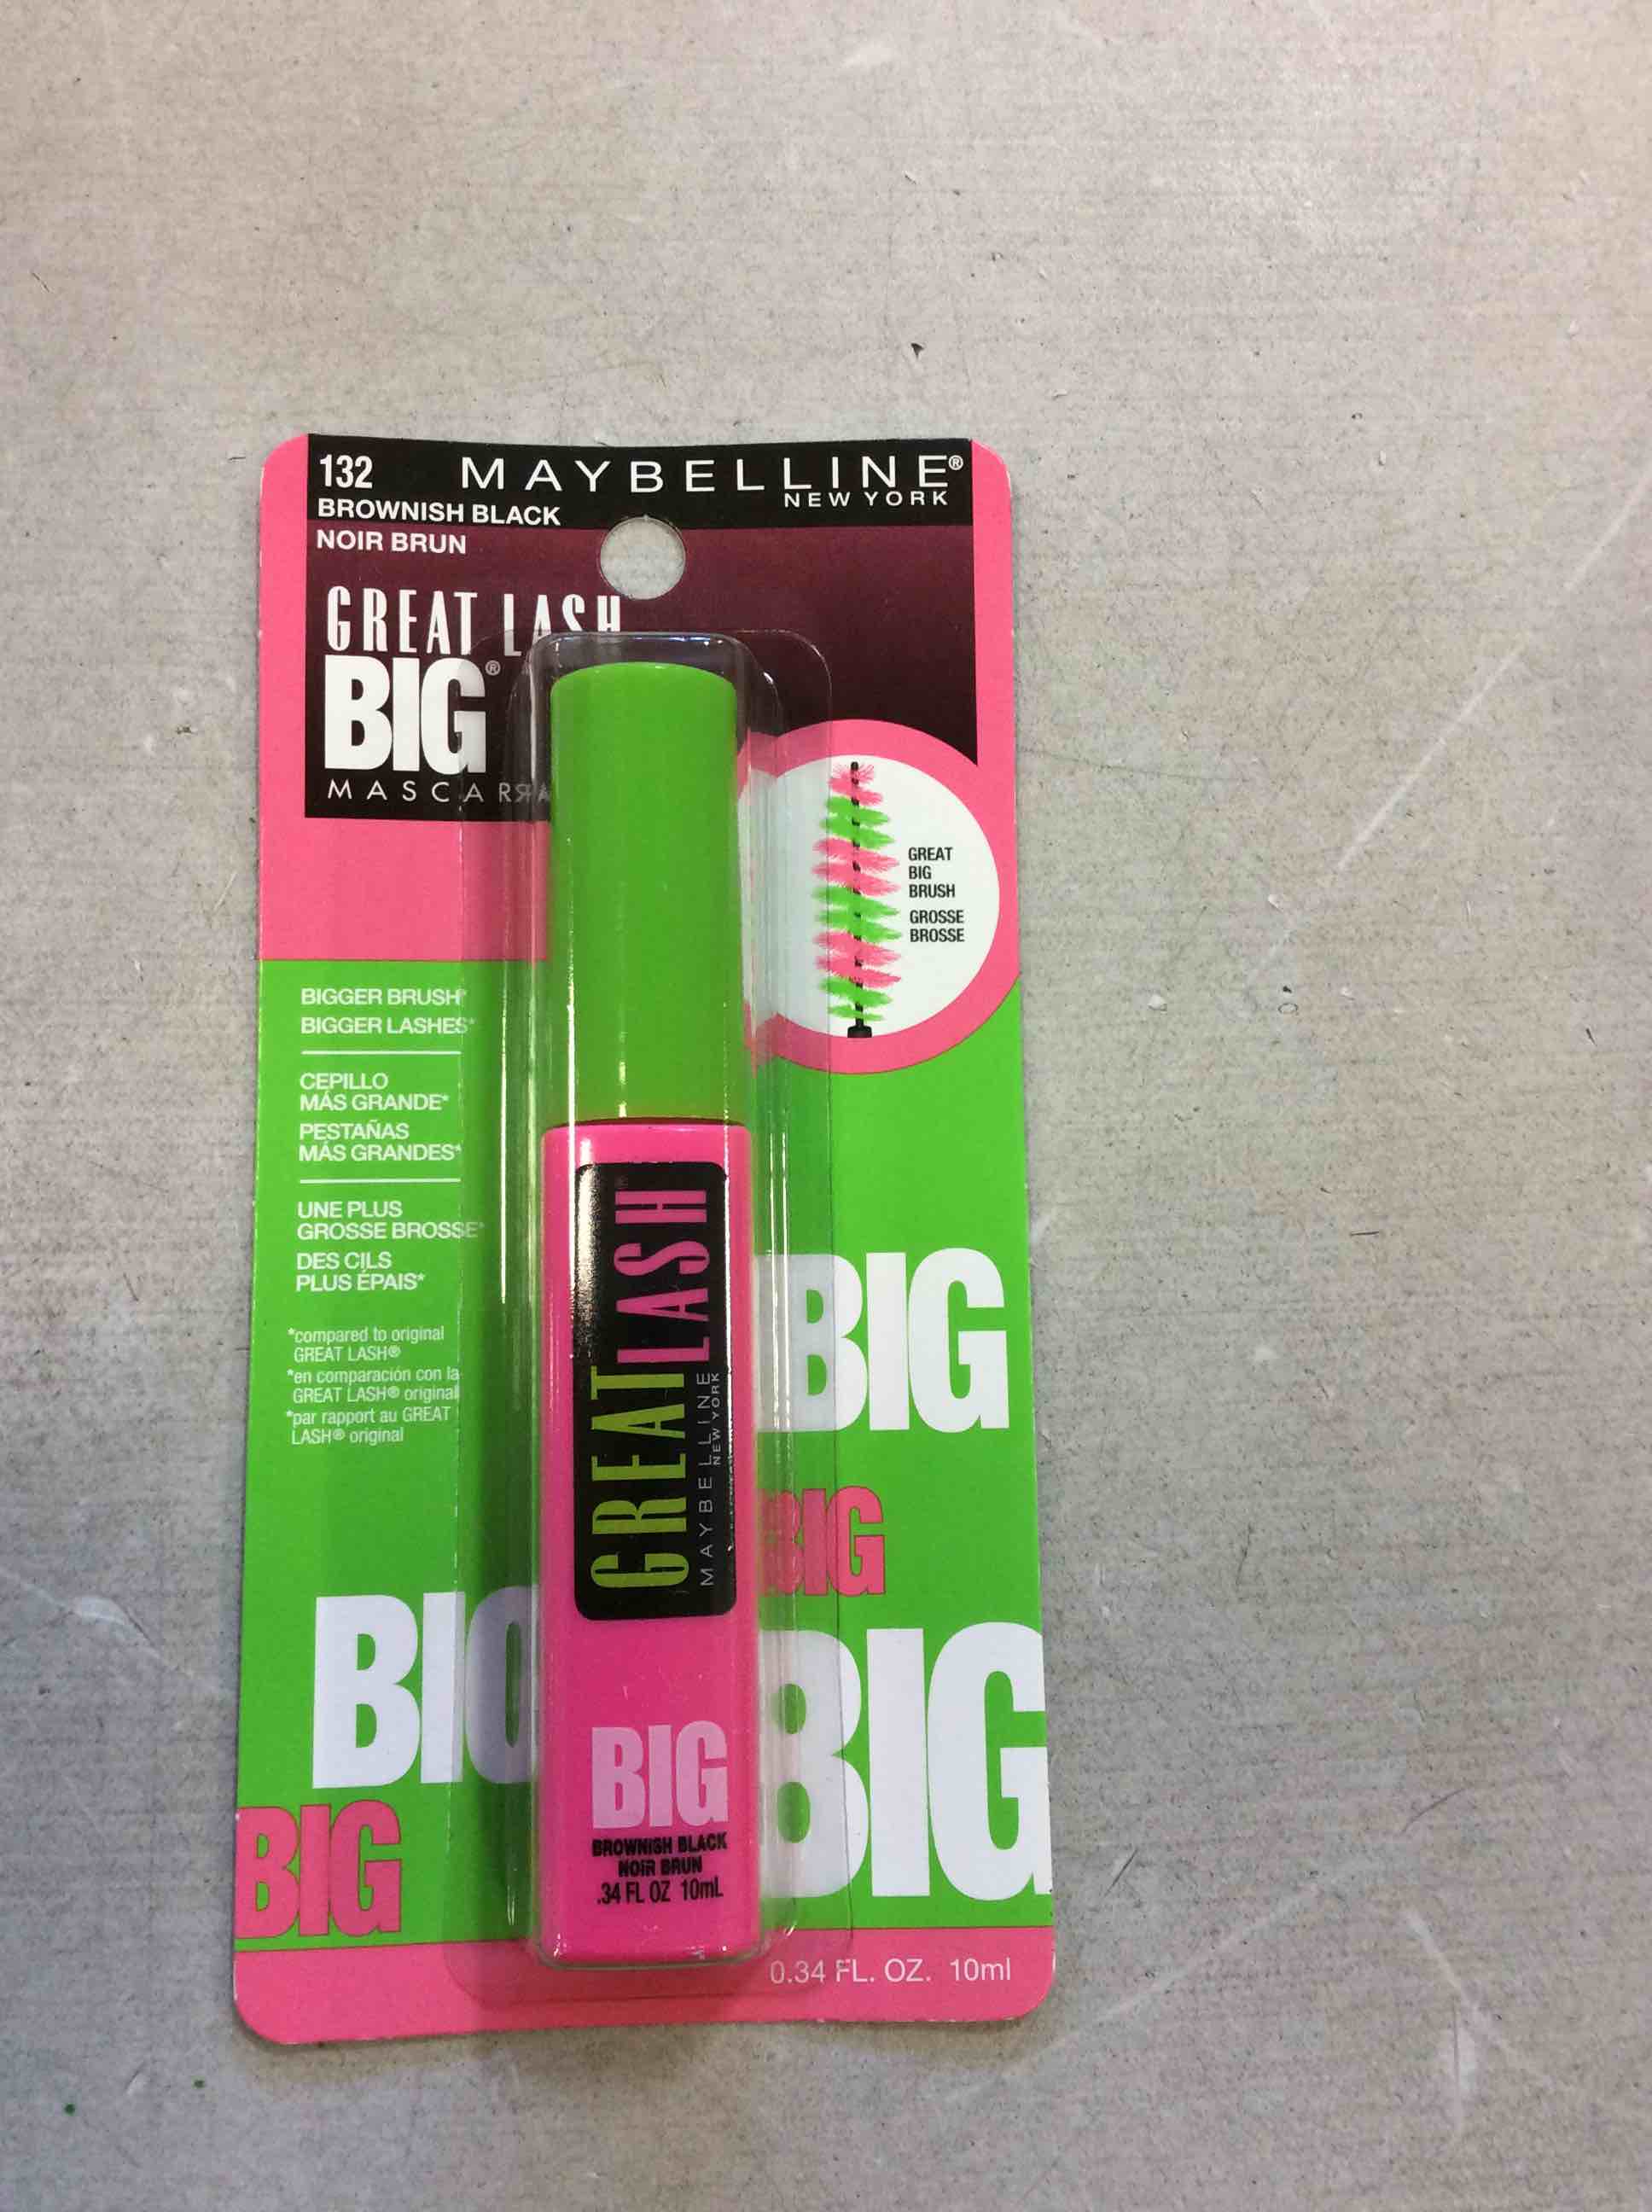 132
MAYBELLINE®
NEW YORK
BROWNISH BLACK
NOIR BRUN
GREAT LASH
BIG®
MASCARA
GREAT
BIG
BRUSH
GROSSE
BROSSE
BIGGER BRUSH*
BIGGER LASHES*
CEPILLO
MÁS GRANDE*
PESTAÑAS
MÁS GRANDES*
UNE PLUS
GROSSE BROSSE*
DES CILS
PLUS ÉPAIS*
*compared to original
GREAT LASH®
*en comparación con la
GREAT LASH® original
*par rapport au GREAT
LASH® original
GREAT LASH®
MAYBELLINE
NEW YORK
BIG
BROWNISH BLACK
NOIR BRUN
.34 FL OZ 10mL
BIG
BIG
BIG
BIG
BIG
0.34 FL. OZ. 10ml